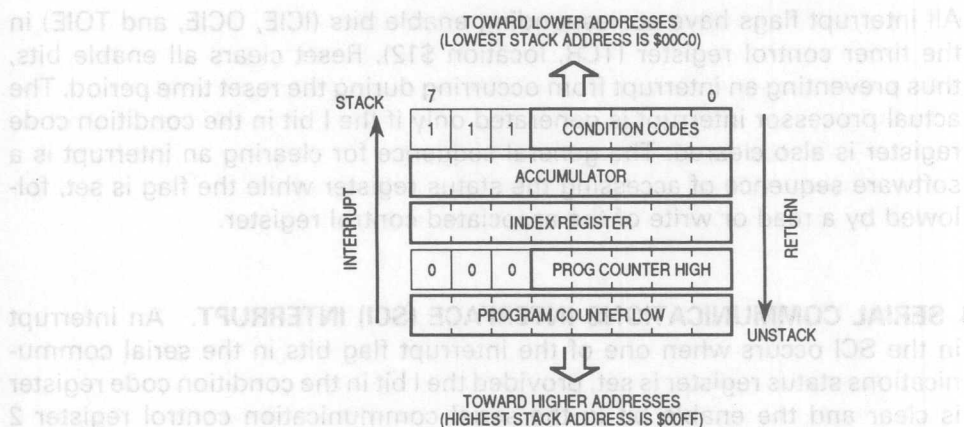 TOWARD LOWER ADDRESSES
(LOWEST STACK ADDRESS IS $00C0)
STACK 7 0
1 1 1 CONDITION CODES
ACCUMULATOR
INDEX REGISTER
0 0 0 PROG COUNTER HIGH
PROGRAM COUNTER LOW
INTERRUPT
RETURN
UNSTACK
TOWARD HIGHER ADDRESSES
(HIGHEST STACK ADDRESS IS $00FF)
All interrupt flags have enable bits (ICIE, OCIE, and TOIE) in
the timer control register (TCR, location $12). Reset clears all enable bits,
thus preventing an interrupt from occurring during the reset time period. The
actual processor interrupt is generated only if the I bit in the condition code
register is also cleared. The general sequence for clearing an interrupt is a
software sequence of accessing the status register while the flag is set, fol-
lowed by a read or write of the associated control register.
SERIAL COMMUNICATIONS INTERFACE (SCI) INTERRUPT. An interrupt
in the SCI occurs when one of the interrupt flag bits in the serial commu-
nications status register is set, provided the I bit in the condition code register
is clear and the enable communication control register 2